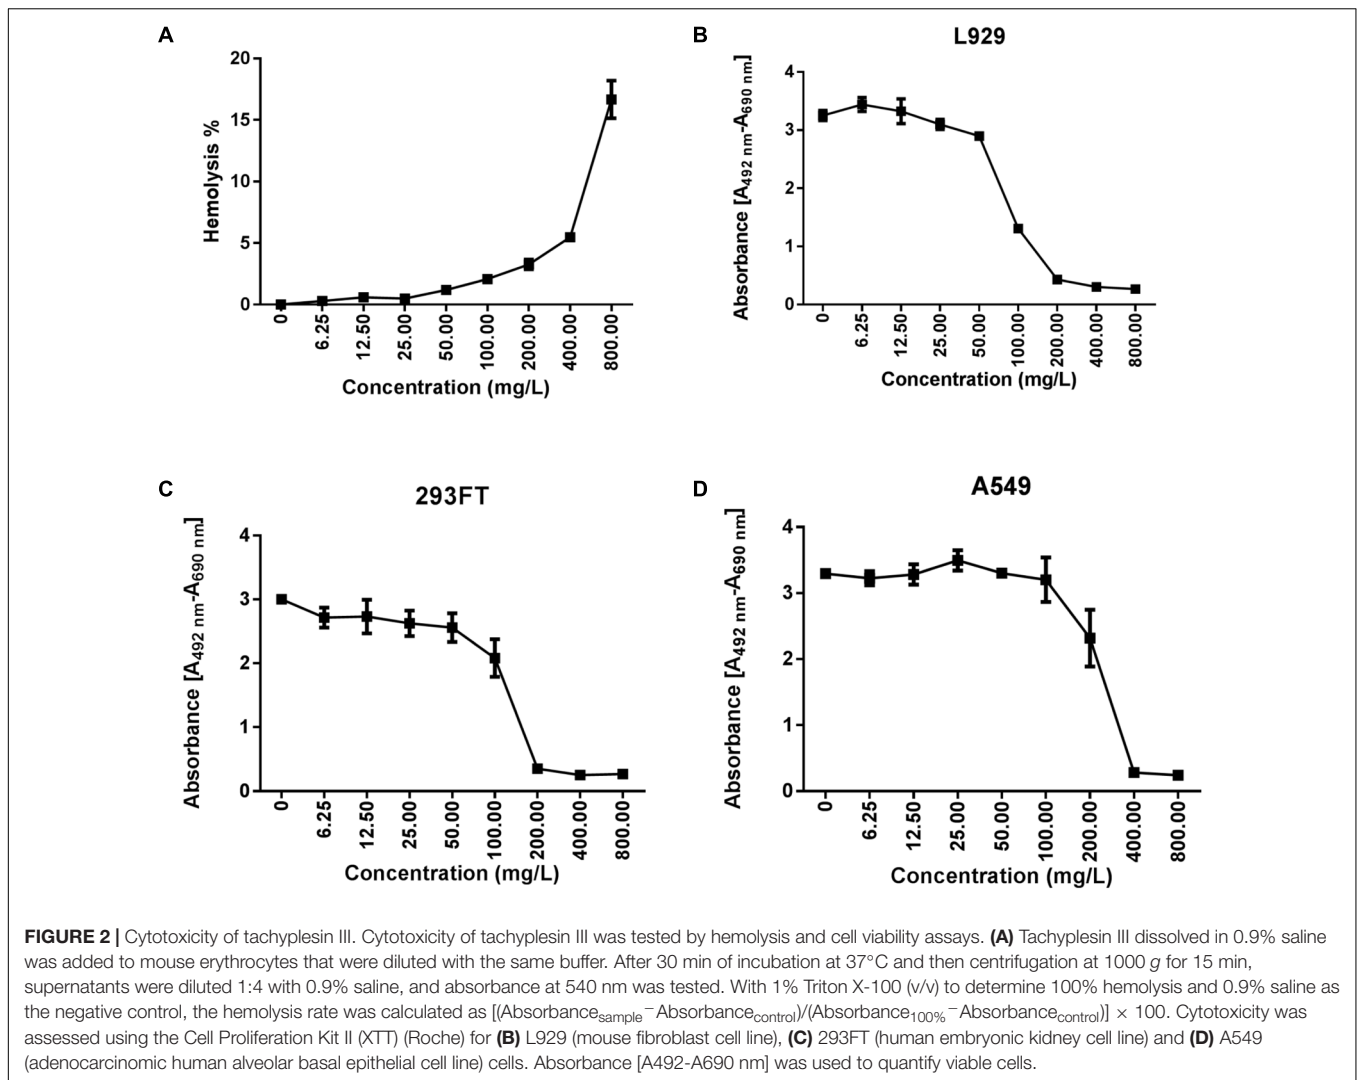 A
20
15
10
5
0
Hemolysis %
0
6.25
12.50
25.00
50.00
100.00
200.00
400.00
800.00
Concentration (mg/L)
B
L929
4
3
2
1
0
Absorbance [A492 nm-A690 nm]
0
6.25
12.50
25.00
50.00
100.00
200.00
400.00
800.00
Concentration (mg/L)
C
293FT
4
3
2
1
0
Absorbance [A492 nm-A690 nm]
0
6.25
12.50
25.00
50.00
100.00
200.00
400.00
800.00
Concentration (mg/L)
D
A549
4
3
2
1
0
Absorbance [A492 nm-A690 nm]
0
6.25
12.50
25.00
50.00
100.00
200.00
400.00
800.00
Concentration (mg/L)
FIGURE 2 | Cytotoxicity of tachyplesin III. Cytotoxicity of tachyplesin III was tested by hemolysis and cell viability assays. (A) Tachyplesin III dissolved in 0.9% saline
was added to mouse erythrocytes that were diluted with the same buffer. After 30 min of incubation at 37°C and then centrifugation at 1000 g for 15 min,
supernatants were diluted 1:4 with 0.9% saline, and absorbance at 540 nm was tested. With 1% Triton X-100 (v/v) to determine 100% hemolysis and 0.9% saline as
the negative control, the hemolysis rate was calculated as [(Absorbancesample−Absorbancecontrol)/(Absorbance100%−Absorbancecontrol)] × 100. Cytotoxicity was
assessed using the Cell Proliferation Kit II (XTT) (Roche) for (B) L929 (mouse fibroblast cell line), (C) 293FT (human embryonic kidney cell line) and (D) A549
(adenocarcinomic human alveolar basal epithelial cell line) cells. Absorbance [A492-A690 nm] was used to quantify viable cells.